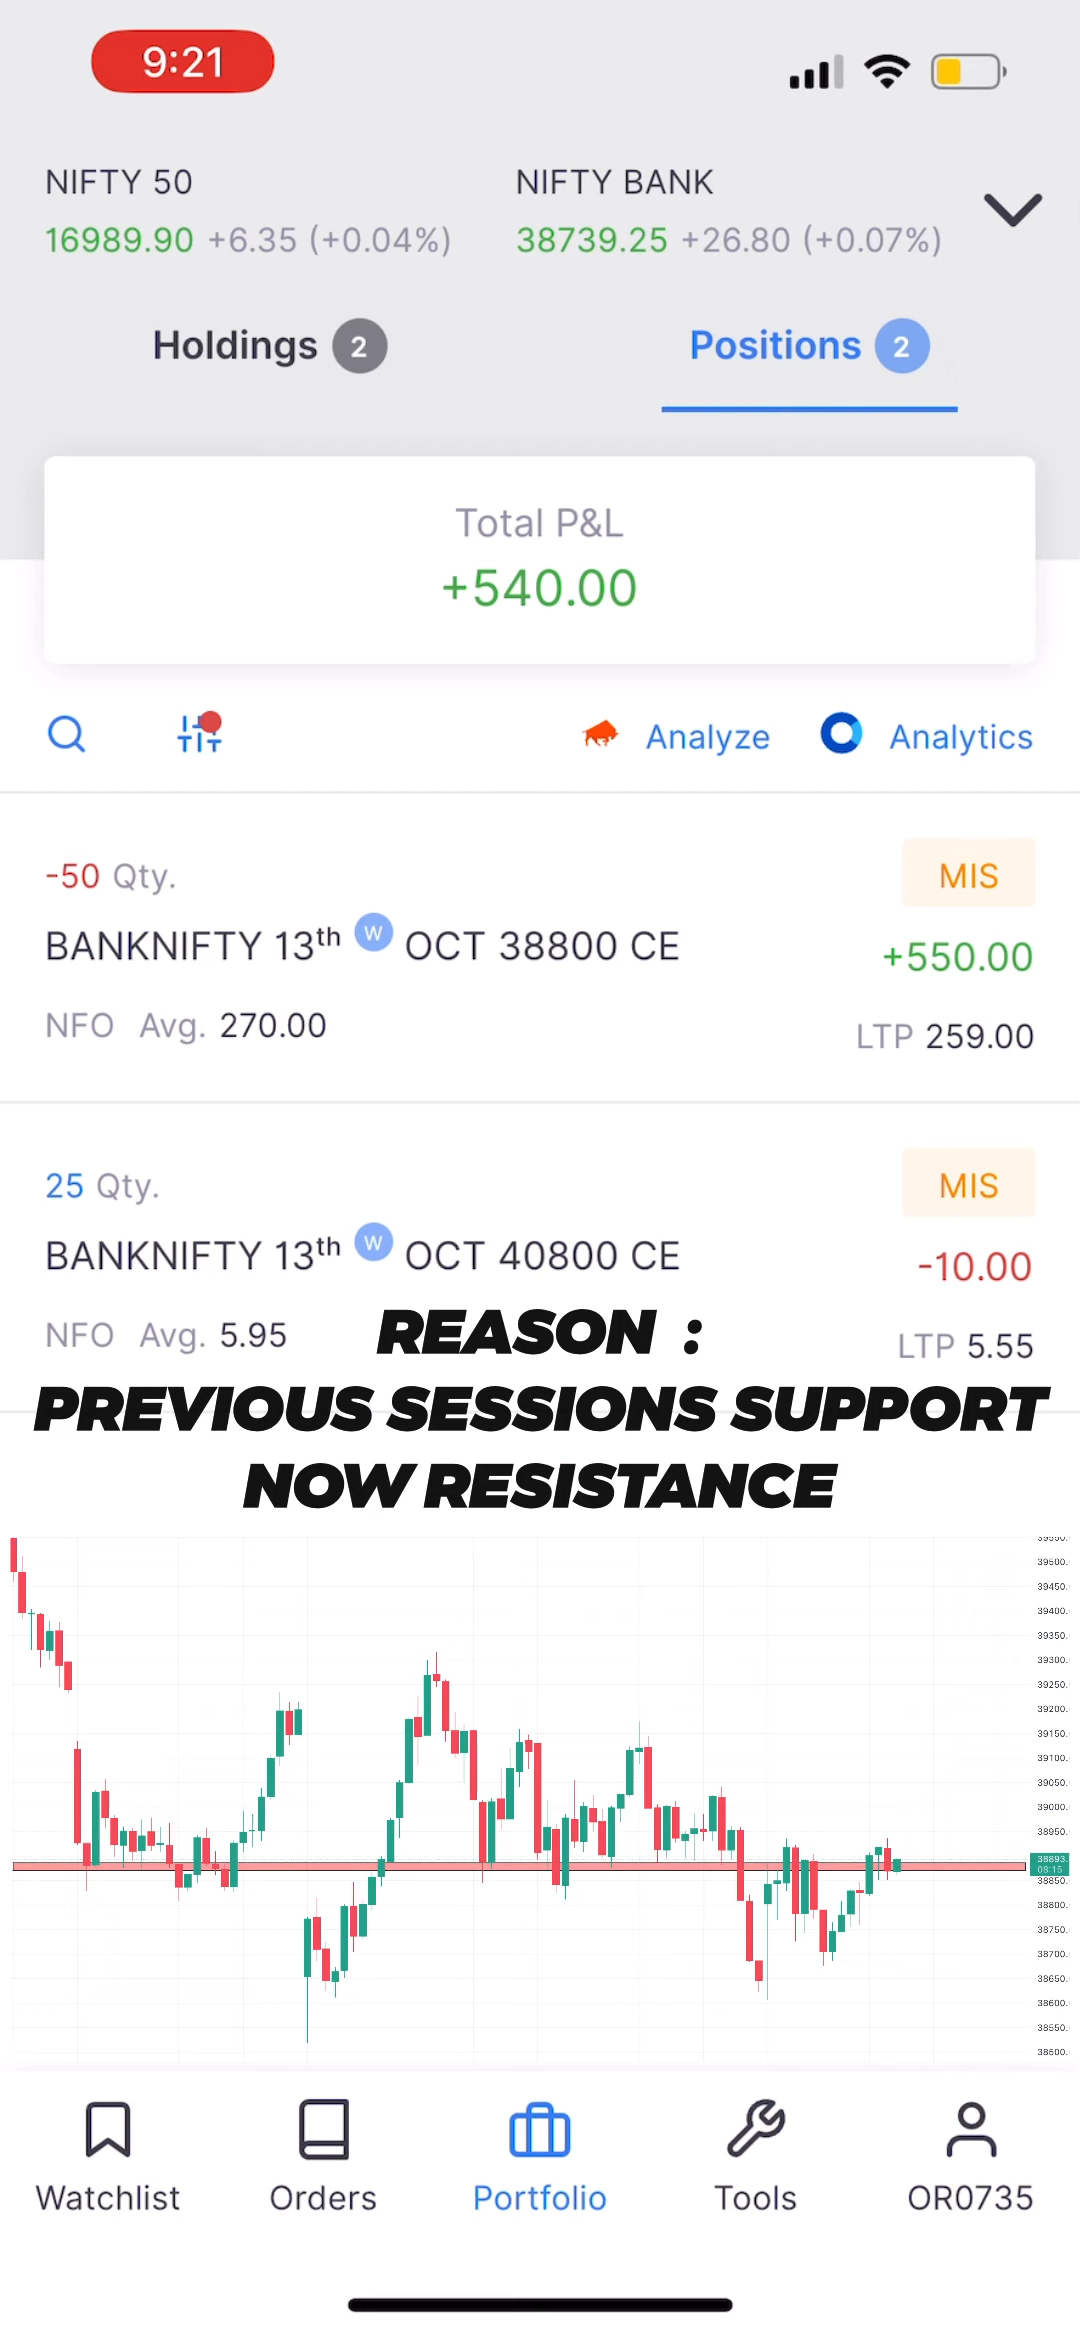 9:21
NIFTY 50
NIFTY BANK
16989.90 +6.35 (+0.04%)
38739.25 +26.80 (+0.07%)
Holdings 2
Positions 2
Total P&L
+540.00
Analyze
Analytics
-50 Qty.
MIS
BANKNIFTY 13th W OCT 38800 CE
+550.00
NFO Avg. 270.00
LTP 259.00
25 Qty.
MIS
BANKNIFTY 13th W OCT 40800 CE
-10.00
NFO Avg. 5.95
LTP 5.55
REASON :
PREVIOUS SESSIONS SUPPORT
NOW RESISTANCE
39500.
39450.
39400.
39350.
39300.
39250.
39200.
39150.
39100.
39050.
39000.
38950.
38893.
08:15
38850.
38800.
38750.
38700.
38650.
38600.
38550.
38600.
Watchlist
Orders
Portfolio
Tools
OR0735